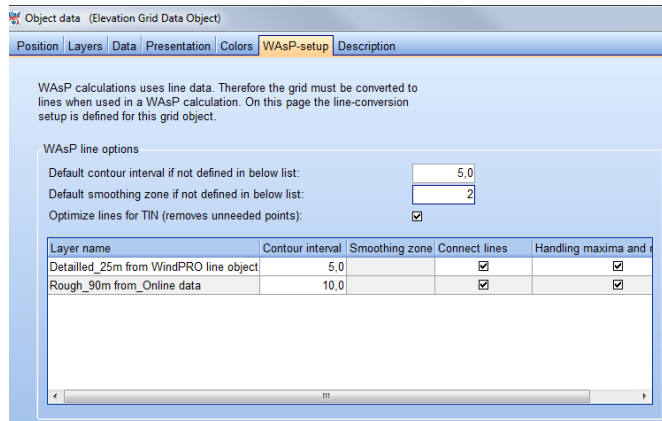 Object data (Elevation Grid Data Object)
Position Layers Data Presentation Colors WAsP-setup Description
WAsP calculations uses line data. Therefore the grid must be converted to
lines when used in a WAsP calculation. On this page the line-conversion
setup is defined for this grid object.
WAsP line options
Default contour interval if not defined in below list: 5,0
Default smoothing zone if not defined in below list: 2
Optimize lines for TIN (removes unneeded points):
Layer name Contour interval Smoothing zone Connect lines Handling maxima and
Detailled_25m from WindPRO line object 5,0
Rough_90m from_Online data 10,0